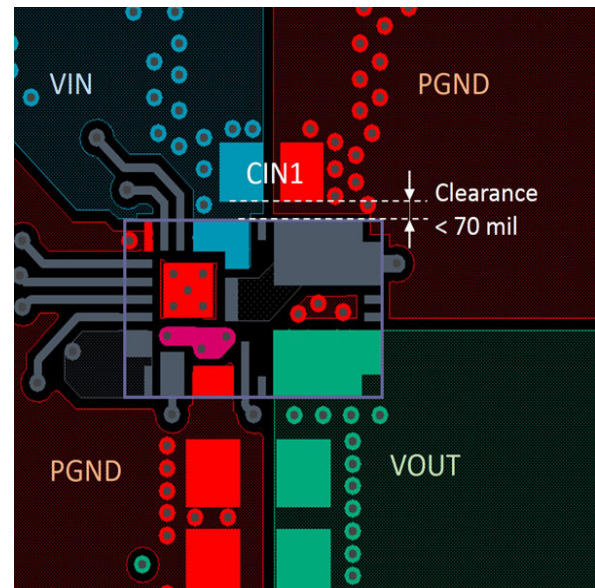 VIN
PGND
CIN1
Clearance
< 70 mil
PGND
VOUT